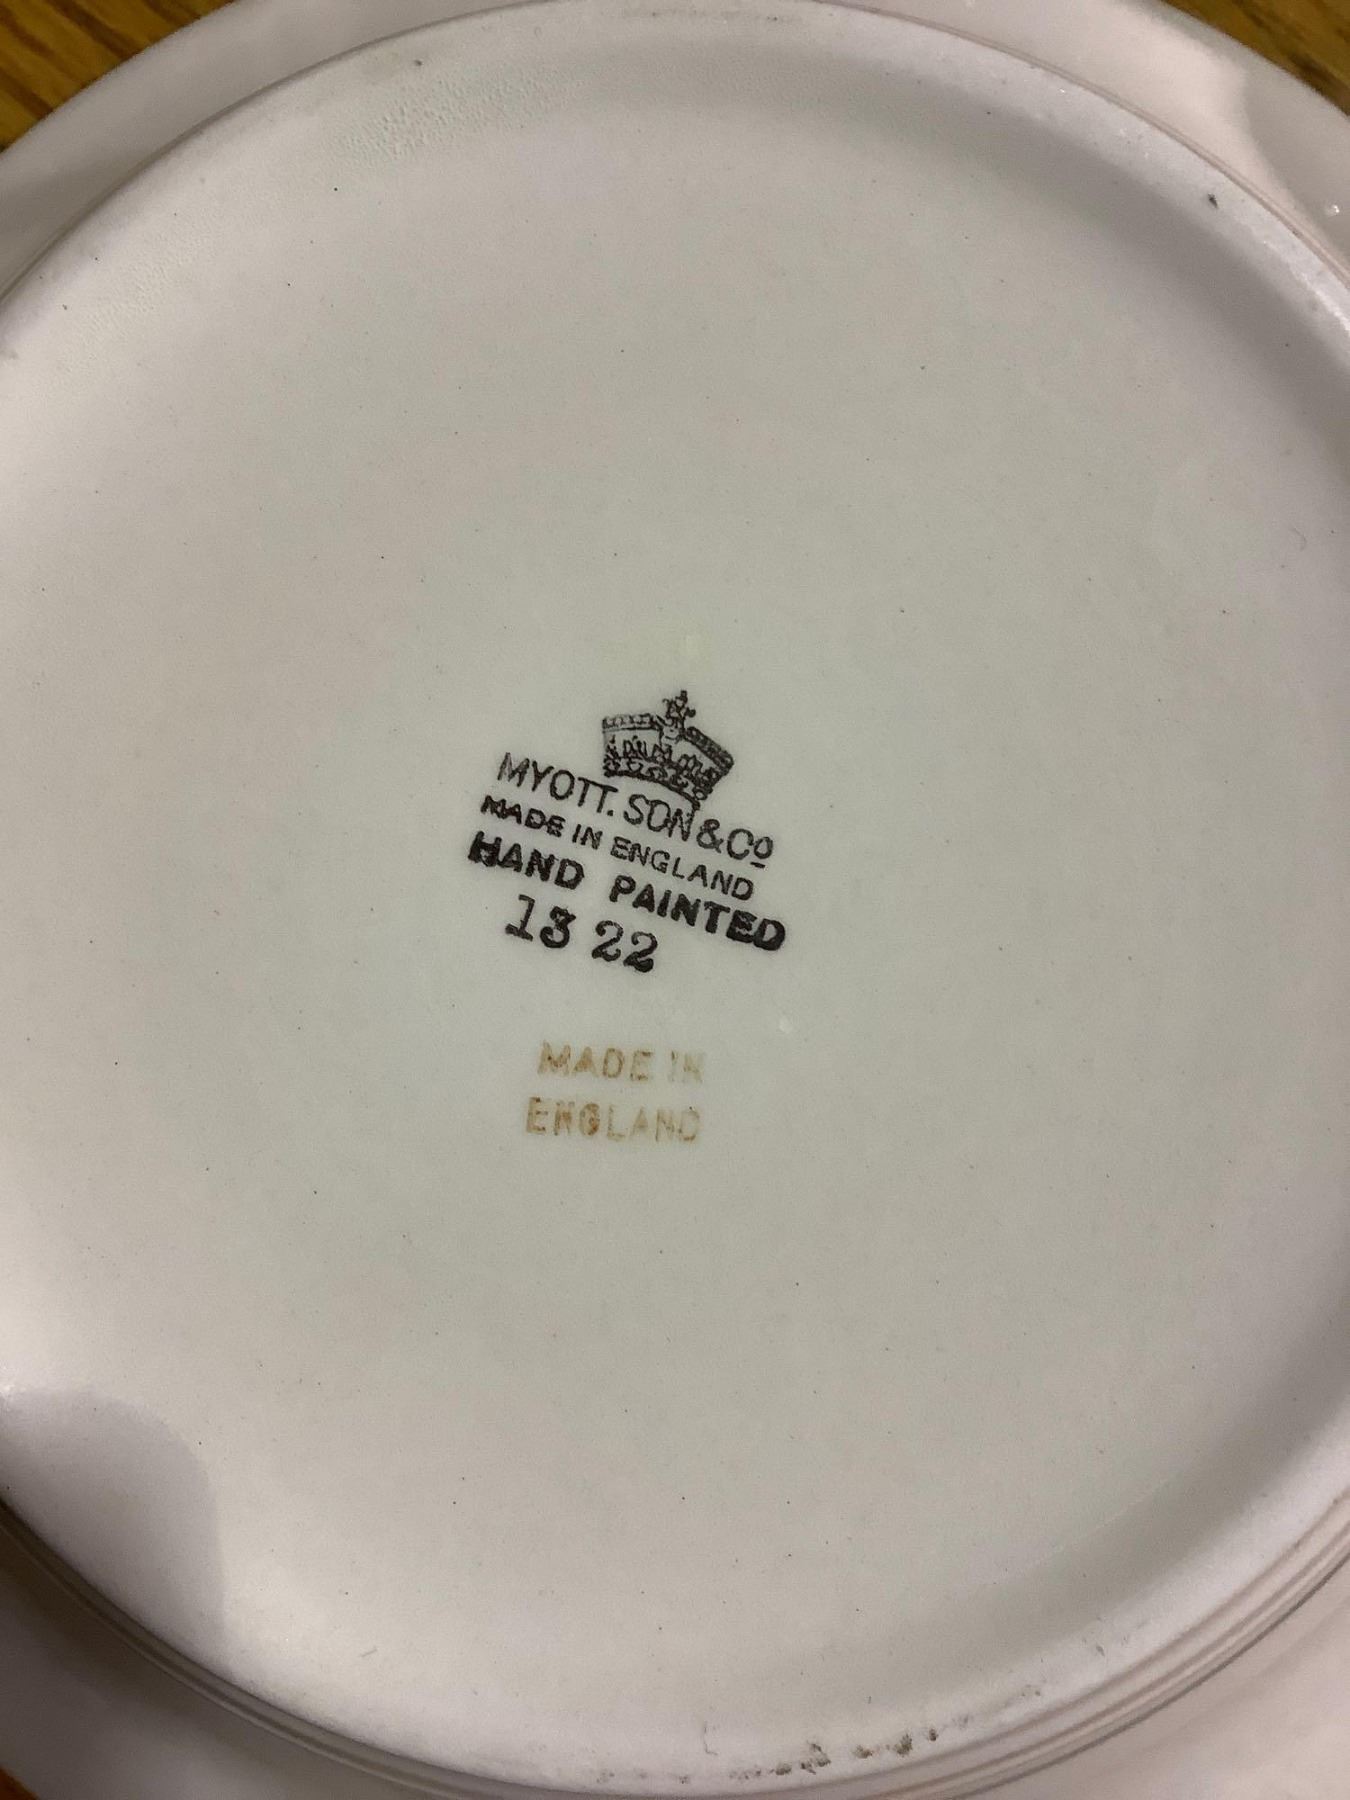 MYOTT. SON & Cº
MADE IN ENGLAND
HAND PAINTED
13 22
MADE IN
ENGLAND